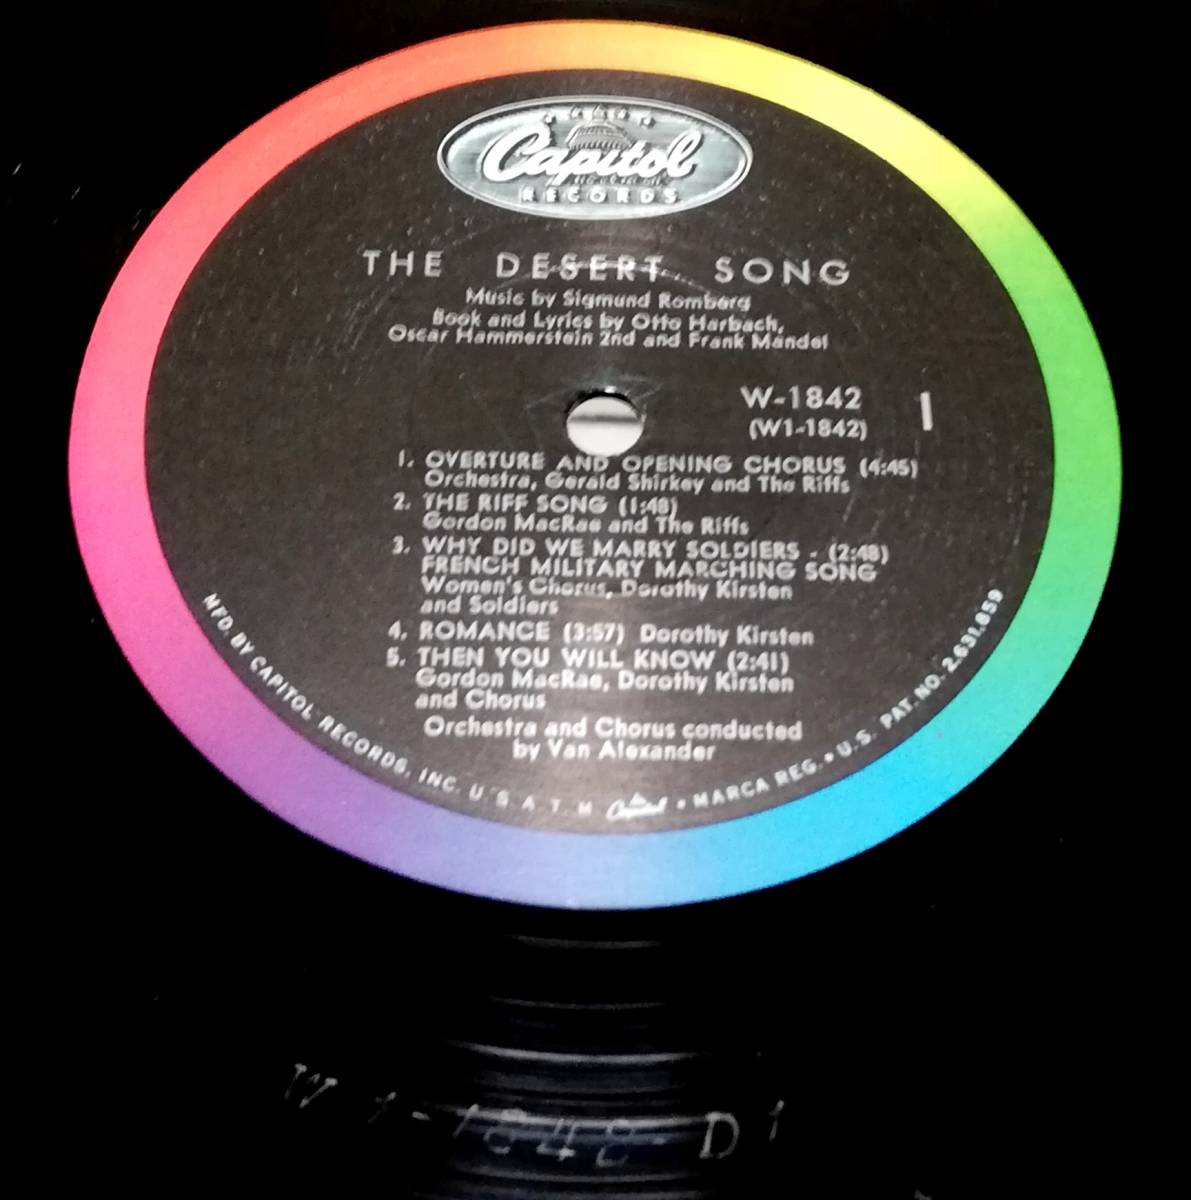 Capitol
RECORDS
THE DESERT SONG
Music by Sigmund Romberg
Book and Lyrics by Otto Harbach,
Oscar Hammerstein 2nd and Frank Mandel
W-1842
(W1-1842)
1
1. OVERTURE AND OPENING CHORUS (4:45)
Orchestra, Gerald Shirkey and The Riffs
2. THE RIFF SONG (1:48)
Gordon MacRae and The Riffs
3. WHY DID WE MARRY SOLDIERS - (2:48)
FRENCH MILITARY MARCHING SONG
Women's Chorus, Dorothy Kirsten
and Soldiers
4. ROMANCE (3:57) Dorothy Kirsten
5. THEN YOU WILL KNOW (2:41)
Gordon MacRae, Dorothy Kirsten
and Chorus
Orchestra and Chorus conducted
by Van Alexander
MFD. BY CAPITOL RECORDS, INC. U.S.A. T.M. Capitol • MARCA REG. • U.S. PAT. NO. 2,631,859
W1-1842-D1